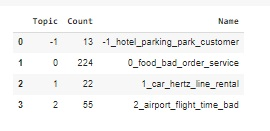 Topic Count Name
0 -1 13 -1_hotel_parking_park_customer
1 0 224 0_food_bad_order_service
2 1 22 1_car_hertz_line_rental
3 2 55 2_airport_flight_time_bad